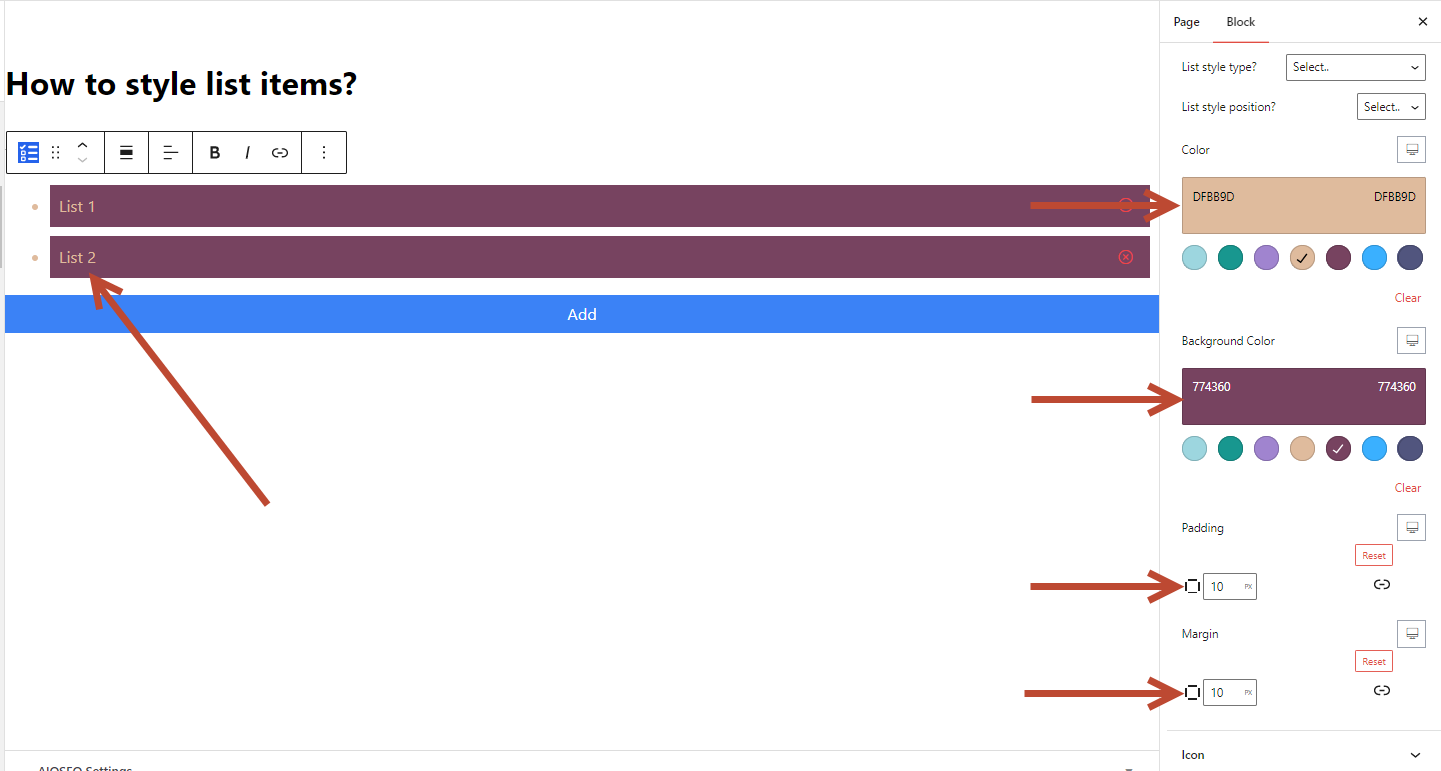 Page Block
How to style list items?
List style type? Select..
List style position? Select..
Color
B I
List 1
DFBB9D DFBB9D
List 2
Clear
Add
Background Color
774360 774360
Clear
Padding
Reset
10 PX
Margin
Reset
10 PX
Icon
AIOSEO Settings